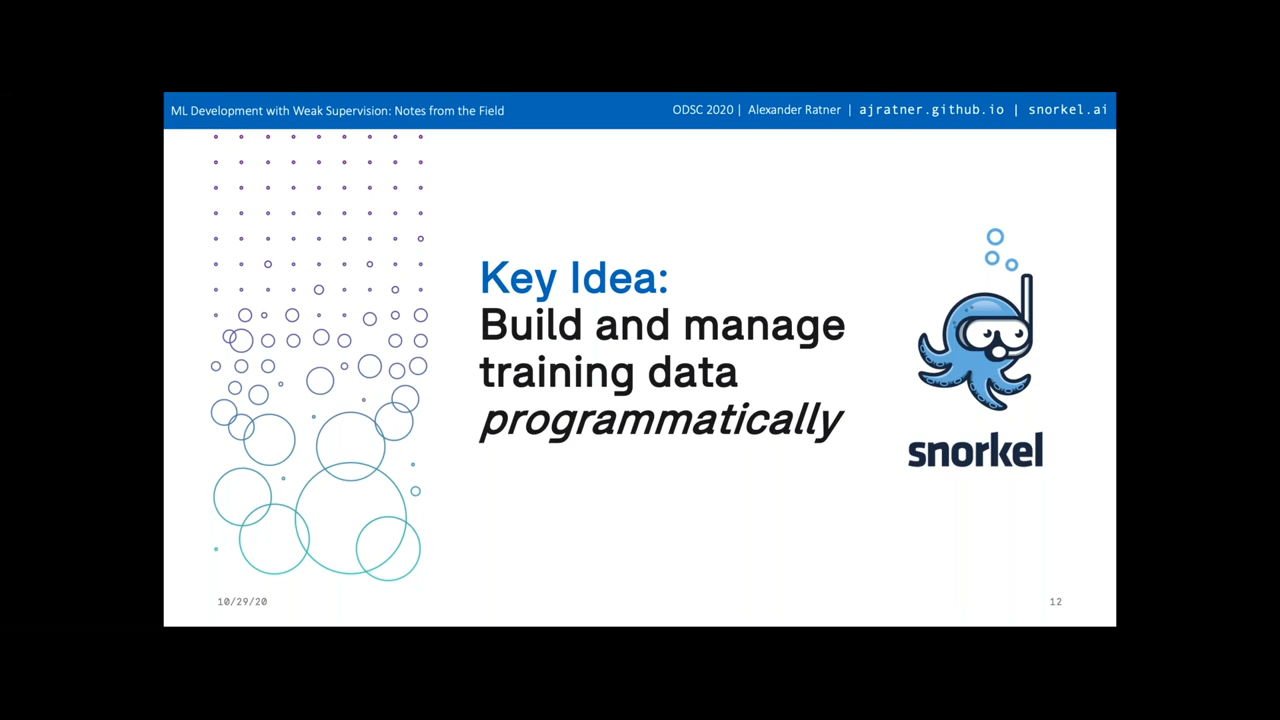 ML Development with Weak Supervision: Notes from the Field
ODSC 2020 | Alexander Ratner | ajratner.github.io | snorkel.ai
Key Idea:
Build and manage
training data
programmatically
snorkel
10/29/20
12